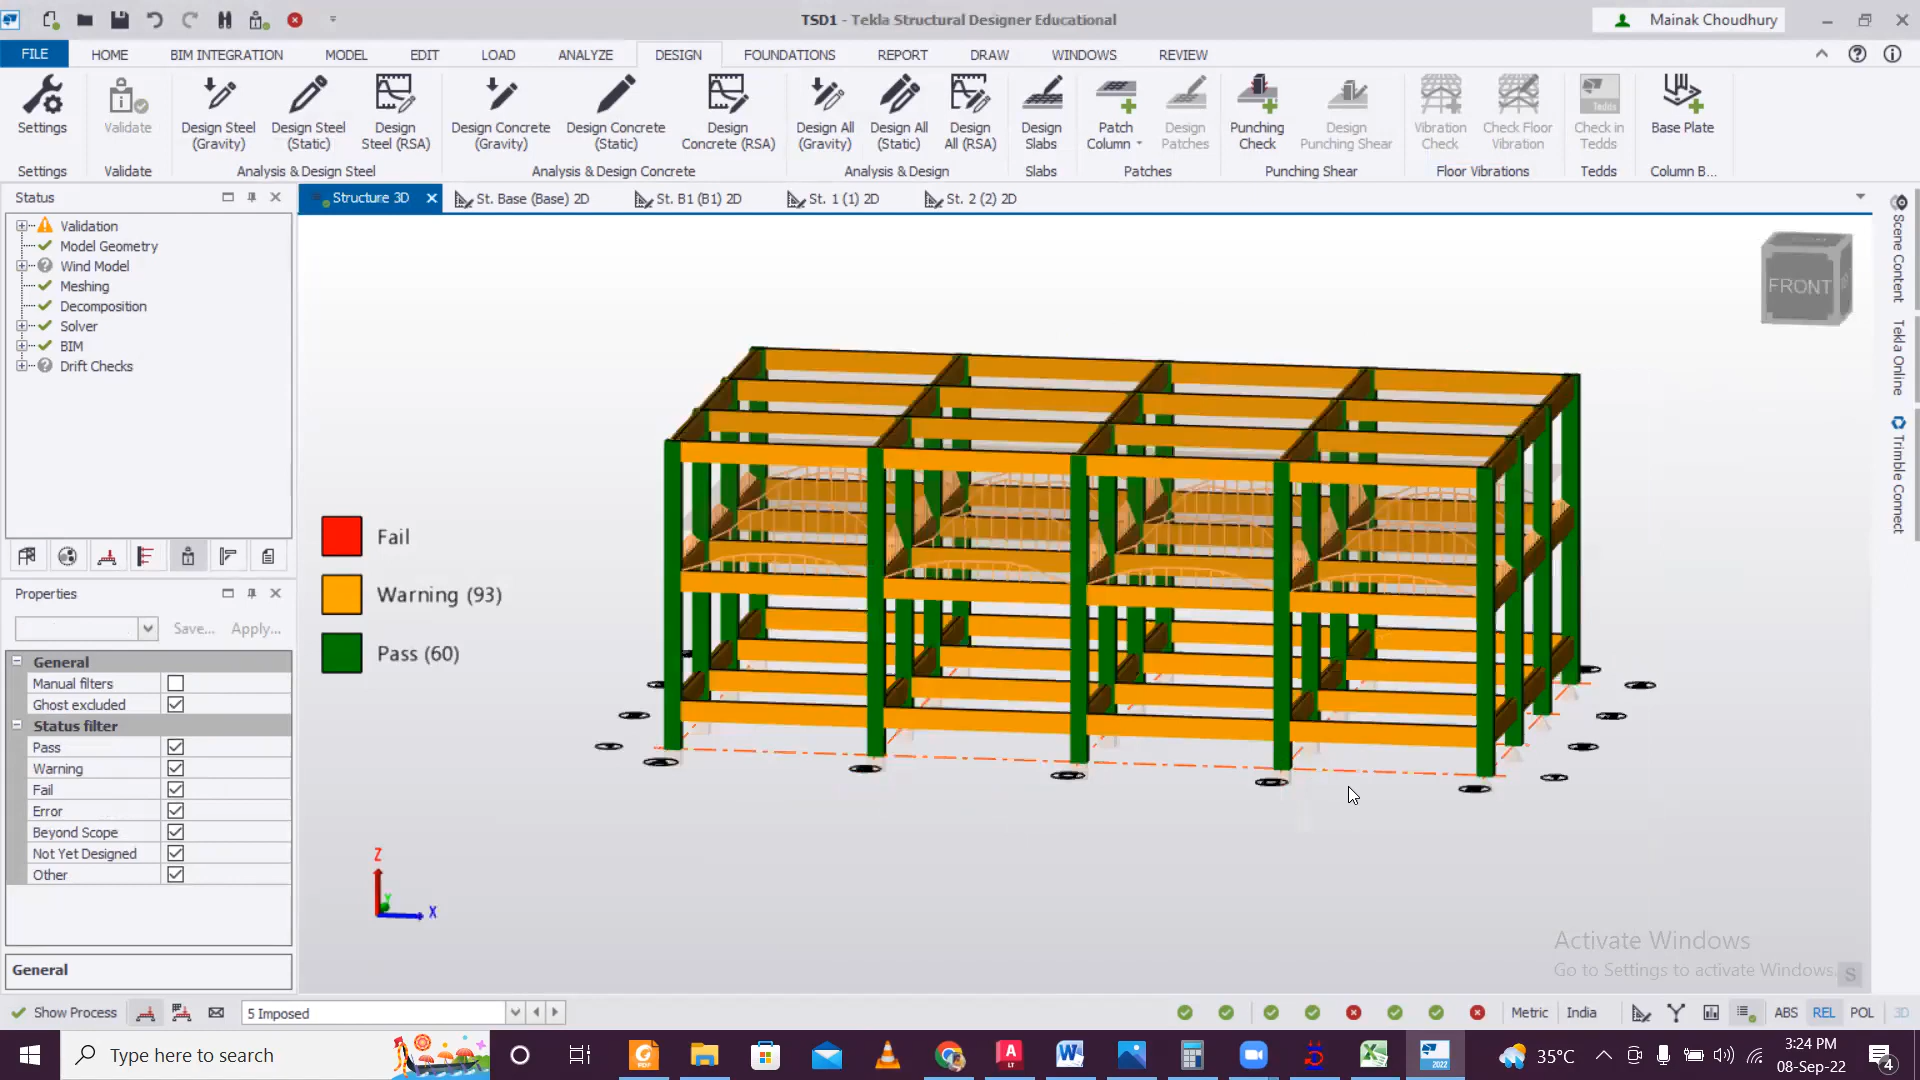 TSD1 - Tekla Structural Designer Educational
Mainak Choudhury
FILE HOME BIM INTEGRATION MODEL EDIT LOAD ANALYZE DESIGN FOUNDATIONS REPORT DRAW WINDOWS REVIEW
Settings
Validate
Design Steel (Gravity)
Design Steel (Static)
Design Steel (RSA)
Design Concrete (Gravity)
Design Concrete (Static)
Design Concrete (RSA)
Design All (Gravity)
Design All (Static)
Design All (RSA)
Design Slabs
Patch Column
Design Patches
Punching Check
Design Punching Shear
Vibration Check
Check Floor Vibration
Tedds
Check in Tedds
Base Plate
Settings Validate Analysis & Design Steel Analysis & Design Concrete Analysis & Design Slabs Patches Punching Shear Floor Vibrations Tedds Column B...
Status
Structure 3D St. Base (Base) 2D St. B1 (B1) 2D St. 1 (1) 2D St. 2 (2) 2D
Validation
Model Geometry
Wind Model
Meshing
Decomposition
Solver
BIM
Drift Checks
FRONT
Scene Content
Tekla Online
Trimble Connect
Fail
Warning (93)
Pass (60)
Properties
Save... Apply...
General
Manual filters
Ghost excluded
Status filter
Pass
Warning
Fail
Error
Beyond Scope
Not Yet Designed
Other
General
Z
Y
X
Activate Windows
Go to Settings to activate Windows.
S
Show Process 5 Imposed Metric India ABS REL POL 3D
Type here to search
PDF
A
LT
W
2022
35°C
3:24 PM
08-Sep-22
4